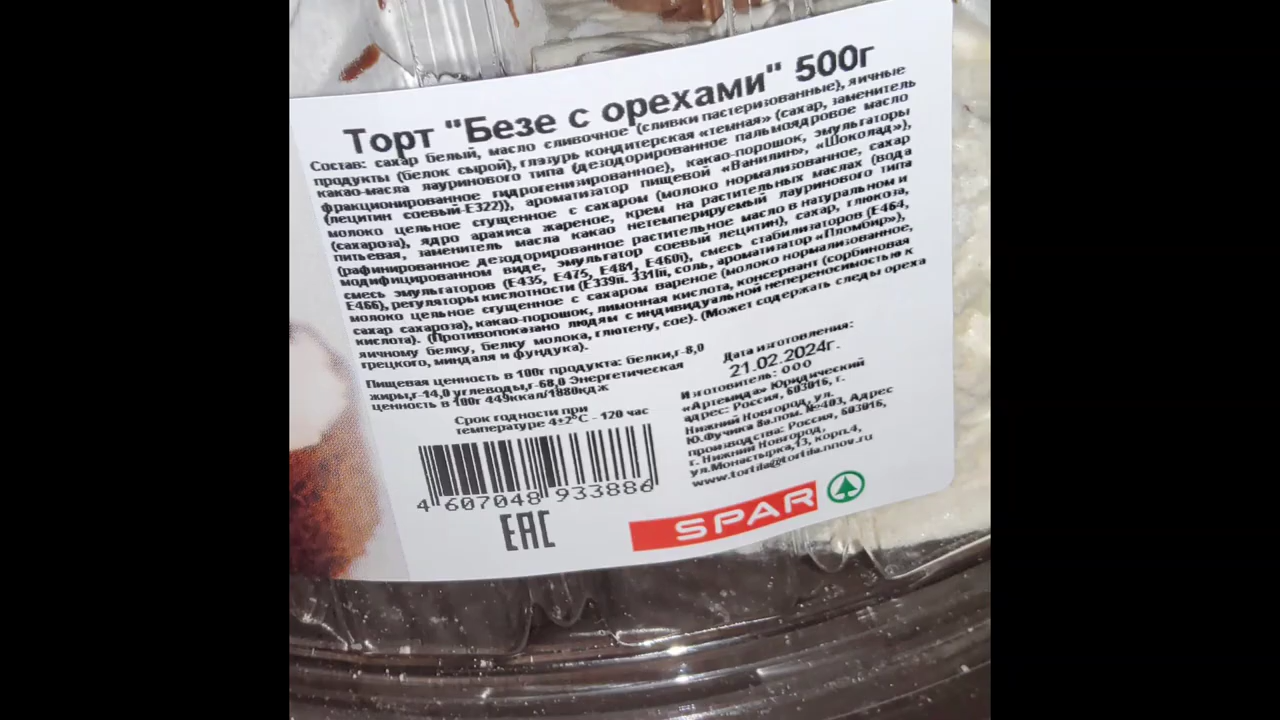 Торт "Безе с орехами" 500г
Состав: сахар белый, масло сливочное (сливки пастеризованные), яичные
продукты (белок сырой), глазурь кондитерская «темная» (сахар, заменитель
какао-масла лауринового типа (дезодорированное пальмоядровое масло
фракционированное гидрогенизированное), какао-порошок, эмульгаторы
(лецитин соевый-Е322)), ароматизатор пищевой «Ванилин», «Шоколад»),
молоко цельное сгущенное с сахаром (молоко нормализованное, сахар
(сахароза), ядро арахиса жареное, крем на растительных маслах (вода
питьевая, заменитель масла какао нетемперируемый лауринового типа
(рафинированное дезодорированное растительное масло в натуральном и
модифицированном виде, эмульгатор соевый лецитин), сахар, глюкоза,
смесь эмульгаторов (Е435, Е475, Е481, Е460i), смесь стабилизаторов (Е464,
Е466), регуляторы кислотности (Е339ii. 331iii, соль, ароматизатор «Пломбир»),
молоко цельное сгущенное с сахаром вареное (молоко нормализованное,
сахар сахароза), какао-порошок, лимонная кислота, консервант (сорбиновая
кислота). (Противопоказано людям с индивидуальной непереносимостью к
яичному белку, белку молока, глютену, сое). (Может содержать следы ореха
грецкого, миндаля и фундука).
Пищевая ценность в 100г продукта: белки,г-8,0
жиры,г-14,0 углеводы,г-68,0 Энергетическая
ценность в 100г 449ккал/1880кдж
Срок годности при
температуре 4±2°С - 120 час
4 607048 933886
EAC
Дата изготовления:
21.02.2024г.
Изготовитель: ООО
«Артемида» Юридический
адрес: Россия, 603016, г.
Нижний Новгород, ул.
Ю.Фучика 8в.пом. №403, Адрес
производства: Россия, 603016,
г. Нижний Новгород,
ул.Монастырка,13, корп.4,
www.tortila@tortila.nnov.ru
SPAR